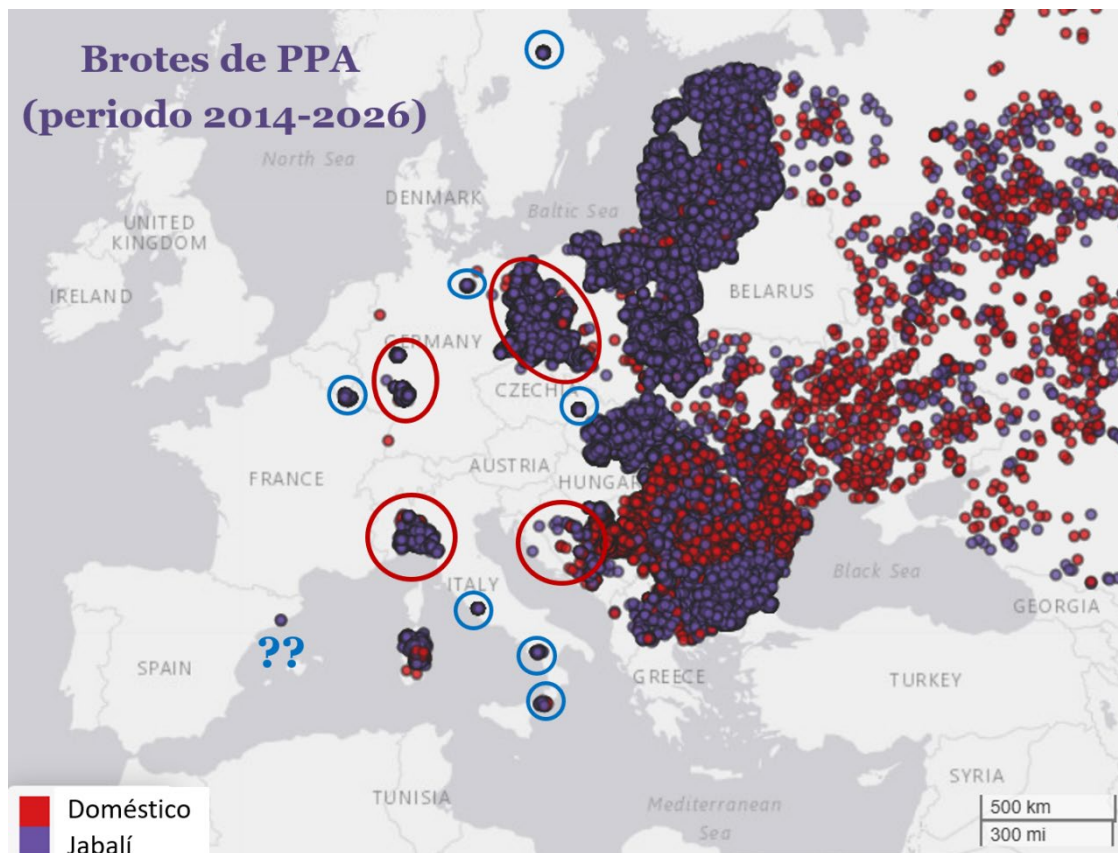 Brotes de PPA
(periodo 2014-2026)
North Sea
DENMARK
Baltic Sea
UNITED
KINGDOM
IRELAND
BELARUS
GERMANY
CZECHIA
FRANCE
AUSTRIA
HUNGAR
ITALY
Black Sea
GEORGIA
??
SPAIN
GREECE
TURKEY
SYRIA
TUNISIA
Mediterranean
Sea
500 km
300 mi
Doméstico
Jabalí